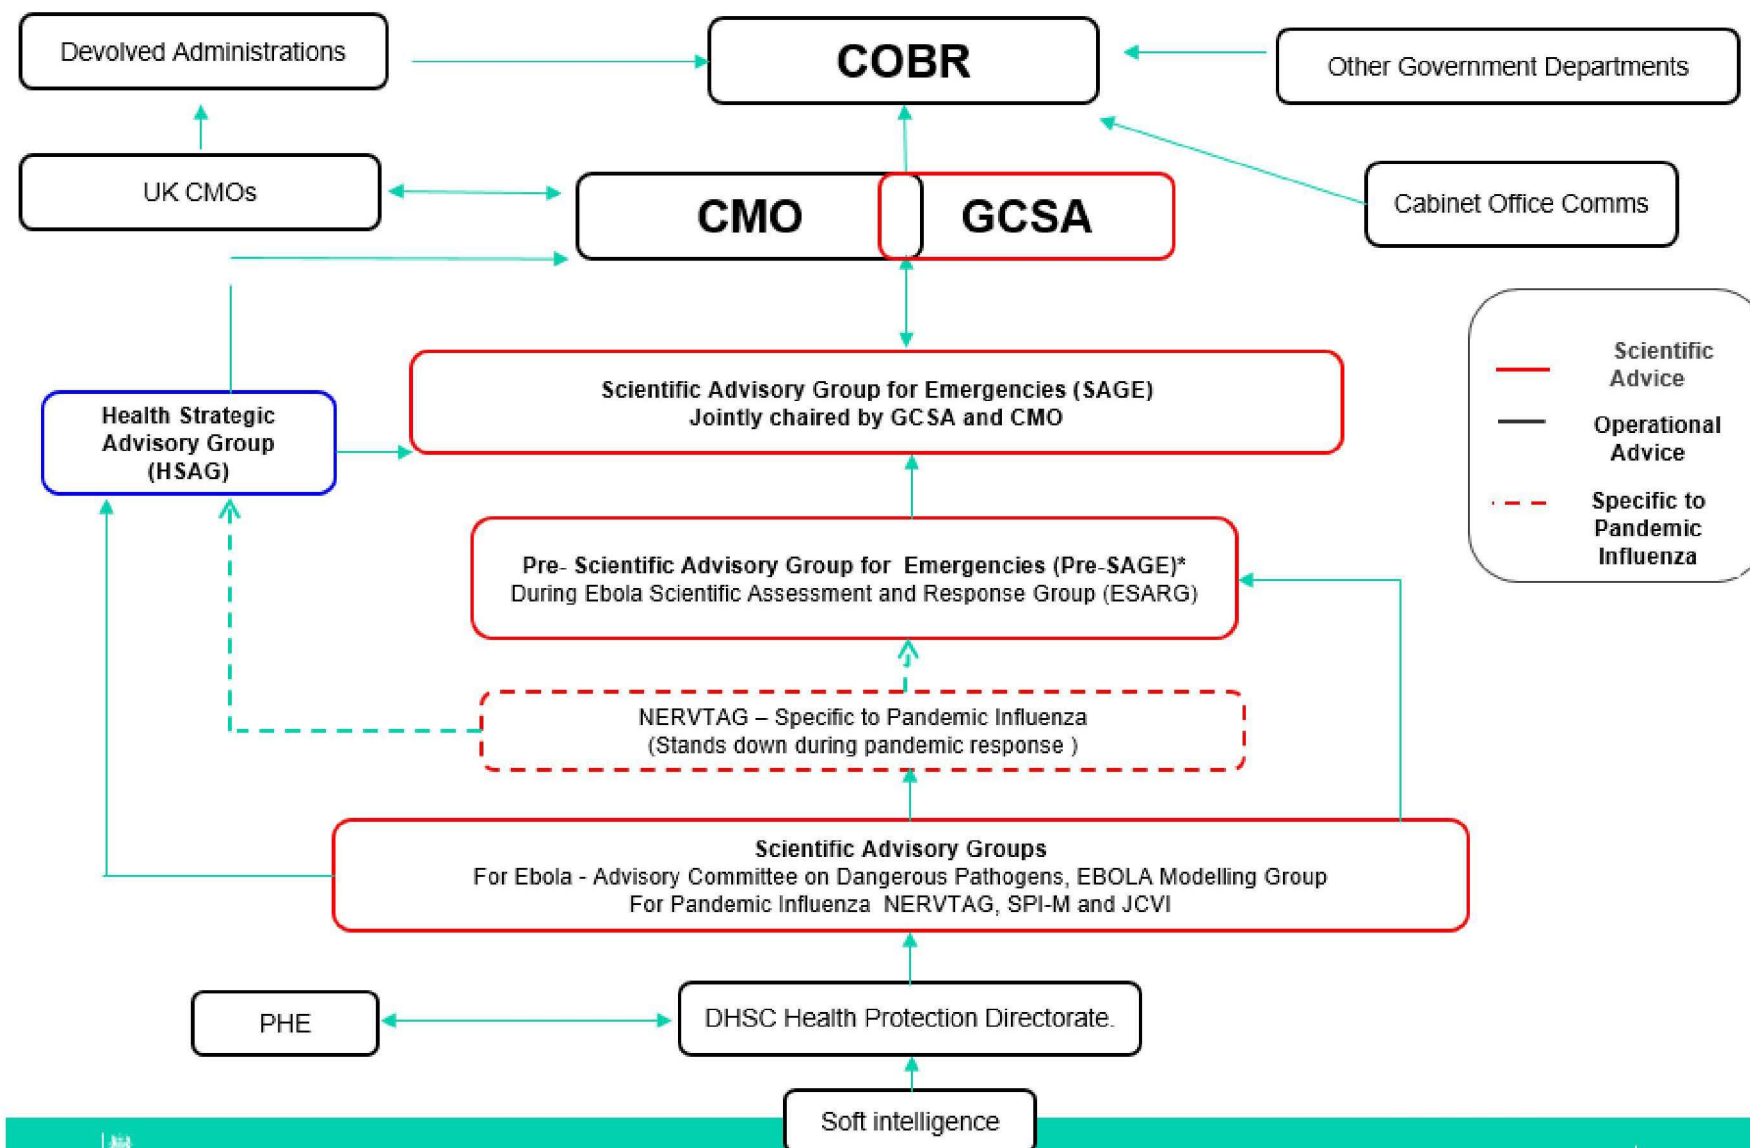 Devolved Administrations
COBR
Other Government Departments
UK CMOs
CMO
GCSA
Cabinet Office Comms
Scientific
Advice
Operational
Advice
Specific to
Pandemic
Influenza
Health Strategic
Advisory Group
(HSAG)
Scientific Advisory Group for Emergencies (SAGE)
Jointly chaired by GCSA and CMO
Pre- Scientific Advisory Group for Emergencies (Pre-SAGE)*
During Ebola Scientific Assessment and Response Group (ESARG)
NERVTAG – Specific to Pandemic Influenza
(Stands down during pandemic response )
Scientific Advisory Groups
For Ebola - Advisory Committee on Dangerous Pathogens, EBOLA Modelling Group
For Pandemic Influenza NERVTAG, SPI-M and JCVI
PHE
DHSC Health Protection Directorate.
Soft intelligence